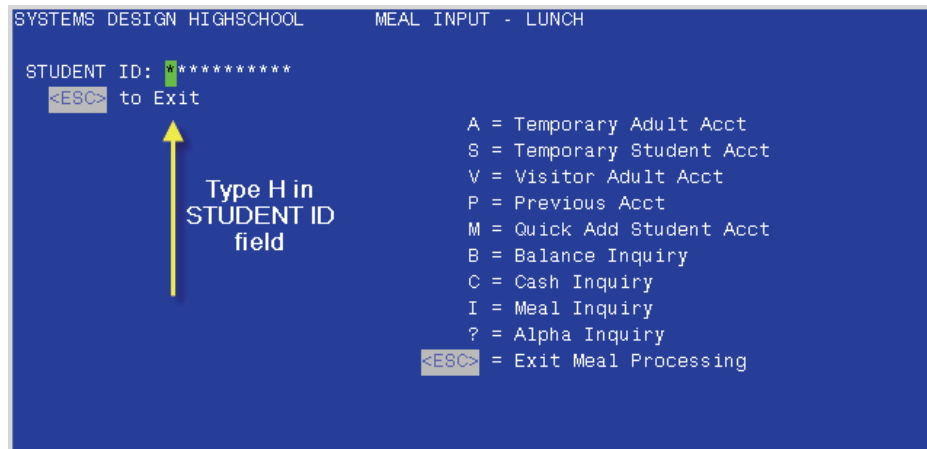 SYSTEMS DESIGN HIGHSCHOOL MEAL INPUT - LUNCH
STUDENT ID: ***********
<ESC> to Exit
Type H in
STUDENT ID
field
A = Temporary Adult Acct
S = Temporary Student Acct
V = Visitor Adult Acct
P = Previous Acct
M = Quick Add Student Acct
B = Balance Inquiry
C = Cash Inquiry
I = Meal Inquiry
? = Alpha Inquiry
<ESC> = Exit Meal Processing